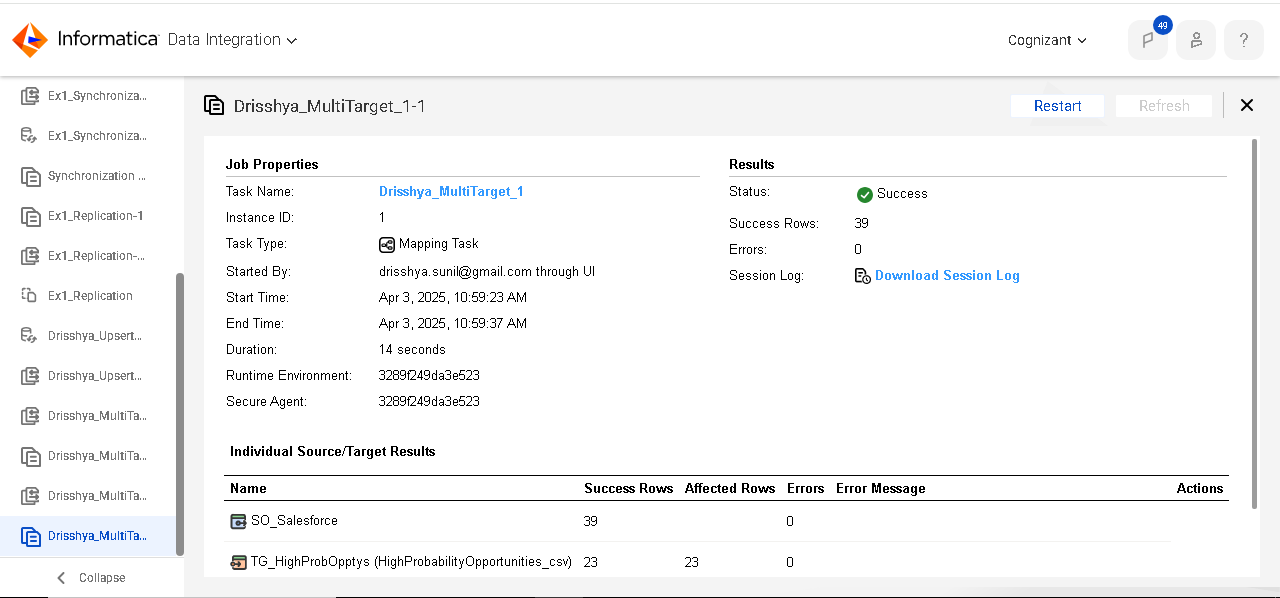 Informatica Data Integration
Cognizant
49
?
Ex1_Synchroniza...
Ex1_Synchroniza...
Synchronization ...
Ex1_Replication-1
Ex1_Replication-...
Ex1_Replication
Drisshya_Upsert...
Drisshya_Upsert...
Drisshya_MultiTa...
Drisshya_MultiTa...
Drisshya_MultiTa...
Drisshya_MultiTa...
Collapse
Drisshya_MultiTarget_1-1
Restart
Refresh
Job Properties
Task Name: Drisshya_MultiTarget_1
Instance ID: 1
Task Type: Mapping Task
Started By: drisshya.sunil@gmail.com through UI
Start Time: Apr 3, 2025, 10:59:23 AM
End Time: Apr 3, 2025, 10:59:37 AM
Duration: 14 seconds
Runtime Environment: 3289f249da3e523
Secure Agent: 3289f249da3e523
Results
Status: Success
Success Rows: 39
Errors: 0
Session Log: Download Session Log
Individual Source/Target Results
Name Success Rows Affected Rows Errors Error Message Actions
SO_Salesforce 39 0
TG_HighProbOpptys (HighProbabilityOpportunities_csv) 23 23 0